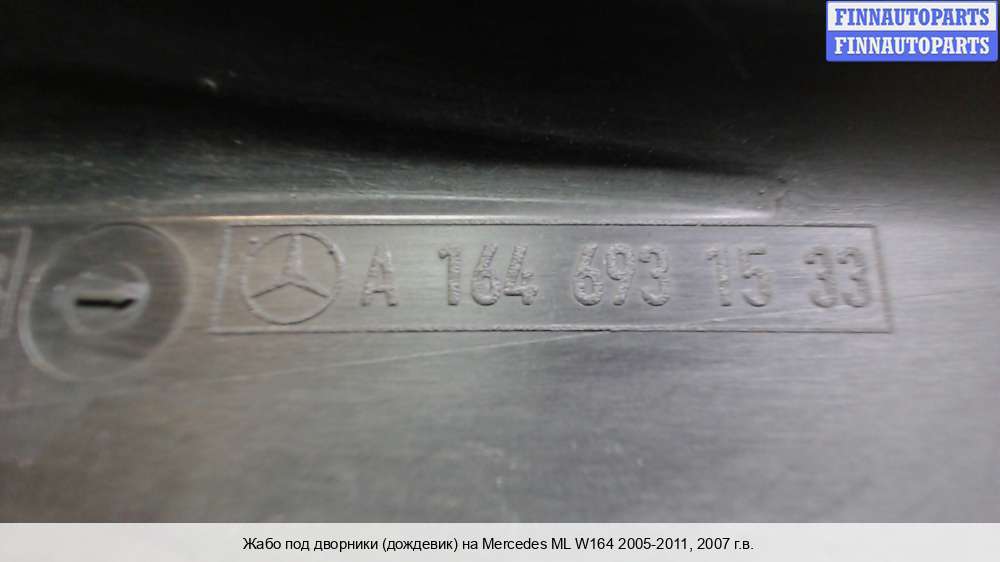 FINNAUTOPARTS
FINNAUTOPARTS
A 164 693 15 33
Жабо под дворники (дождевик) на Mercedes ML W164 2005-2011, 2007 г.в.